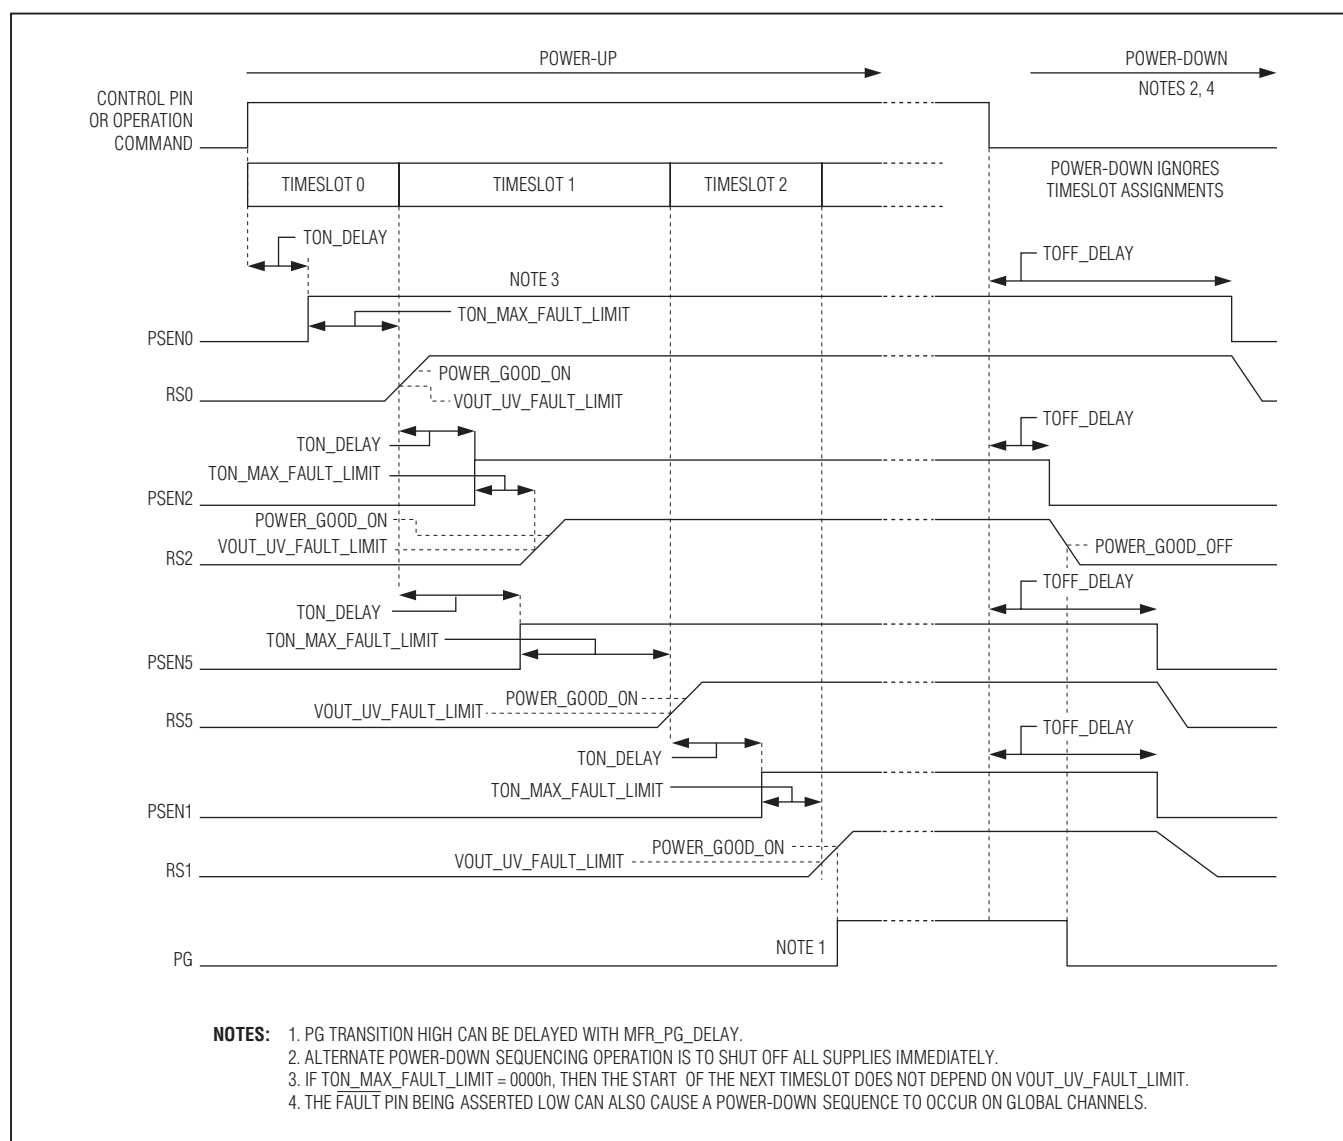 POWER-UP
POWER-DOWN
NOTES 2, 4
CONTROL PIN
OR OPERATION
COMMAND
TIMESLOT 0
TIMESLOT 1
TIMESLOT 2
POWER-DOWN IGNORES
TIMESLOT ASSIGNMENTS
TON_DELAY
TOFF_DELAY
NOTE 3
TON_MAX_FAULT_LIMIT
PSEN0
POWER_GOOD_ON
RS0
VOUT_UV_FAULT_LIMIT
TOFF_DELAY
TON_DELAY
TON_MAX_FAULT_LIMIT
PSEN2
POWER_GOOD_ON
VOUT_UV_FAULT_LIMIT
POWER_GOOD_OFF
RS2
TOFF_DELAY
TON_DELAY
TON_MAX_FAULT_LIMIT
PSEN5
POWER_GOOD_ON
VOUT_UV_FAULT_LIMIT
RS5
TOFF_DELAY
TON_DELAY
TON_MAX_FAULT_LIMIT
PSEN1
POWER_GOOD_ON
VOUT_UV_FAULT_LIMIT
RS1
NOTE 1
PG
NOTES: 1. PG TRANSITION HIGH CAN BE DELAYED WITH MFR_PG_DELAY.
2. ALTERNATE POWER-DOWN SEQUENCING OPERATION IS TO SHUT OFF ALL SUPPLIES IMMEDIATELY.
3. IF TON_MAX_FAULT_LIMIT = 0000h, THEN THE START OF THE NEXT TIMESLOT DOES NOT DEPEND ON VOUT_UV_FAULT_LIMIT.
4. THE FAULT PIN BEING ASSERTED LOW CAN ALSO CAUSE A POWER-DOWN SEQUENCE TO OCCUR ON GLOBAL CHANNELS.